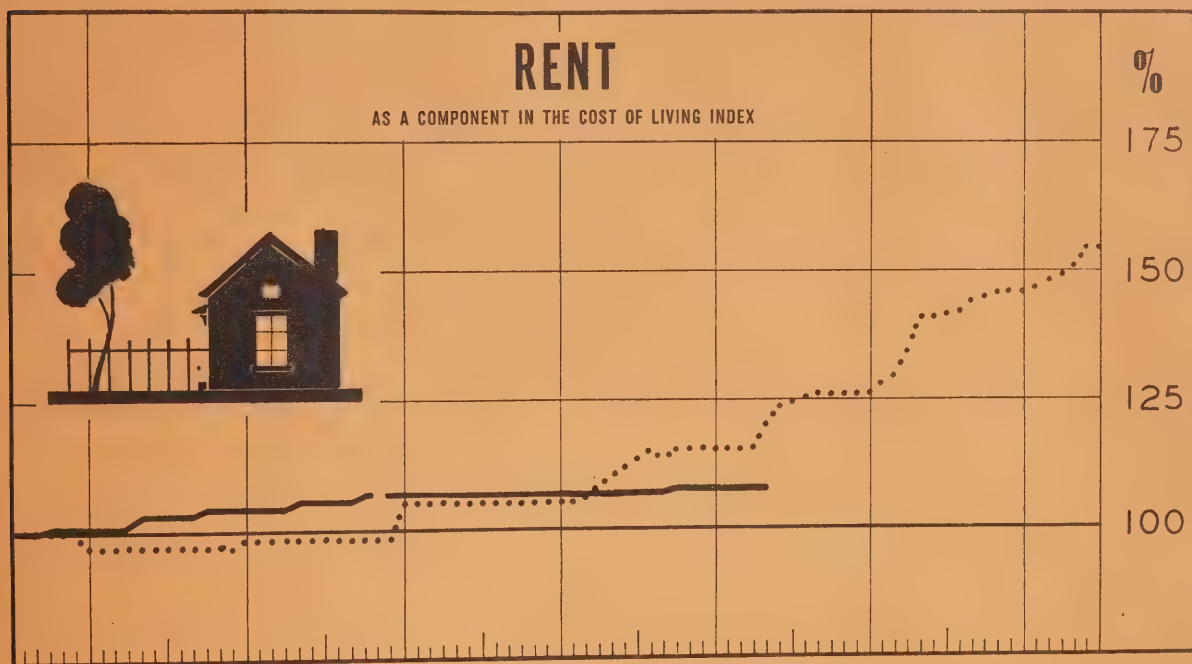 RENT
AS A COMPONENT IN THE COST OF LIVING INDEX
%
175
150
125
100